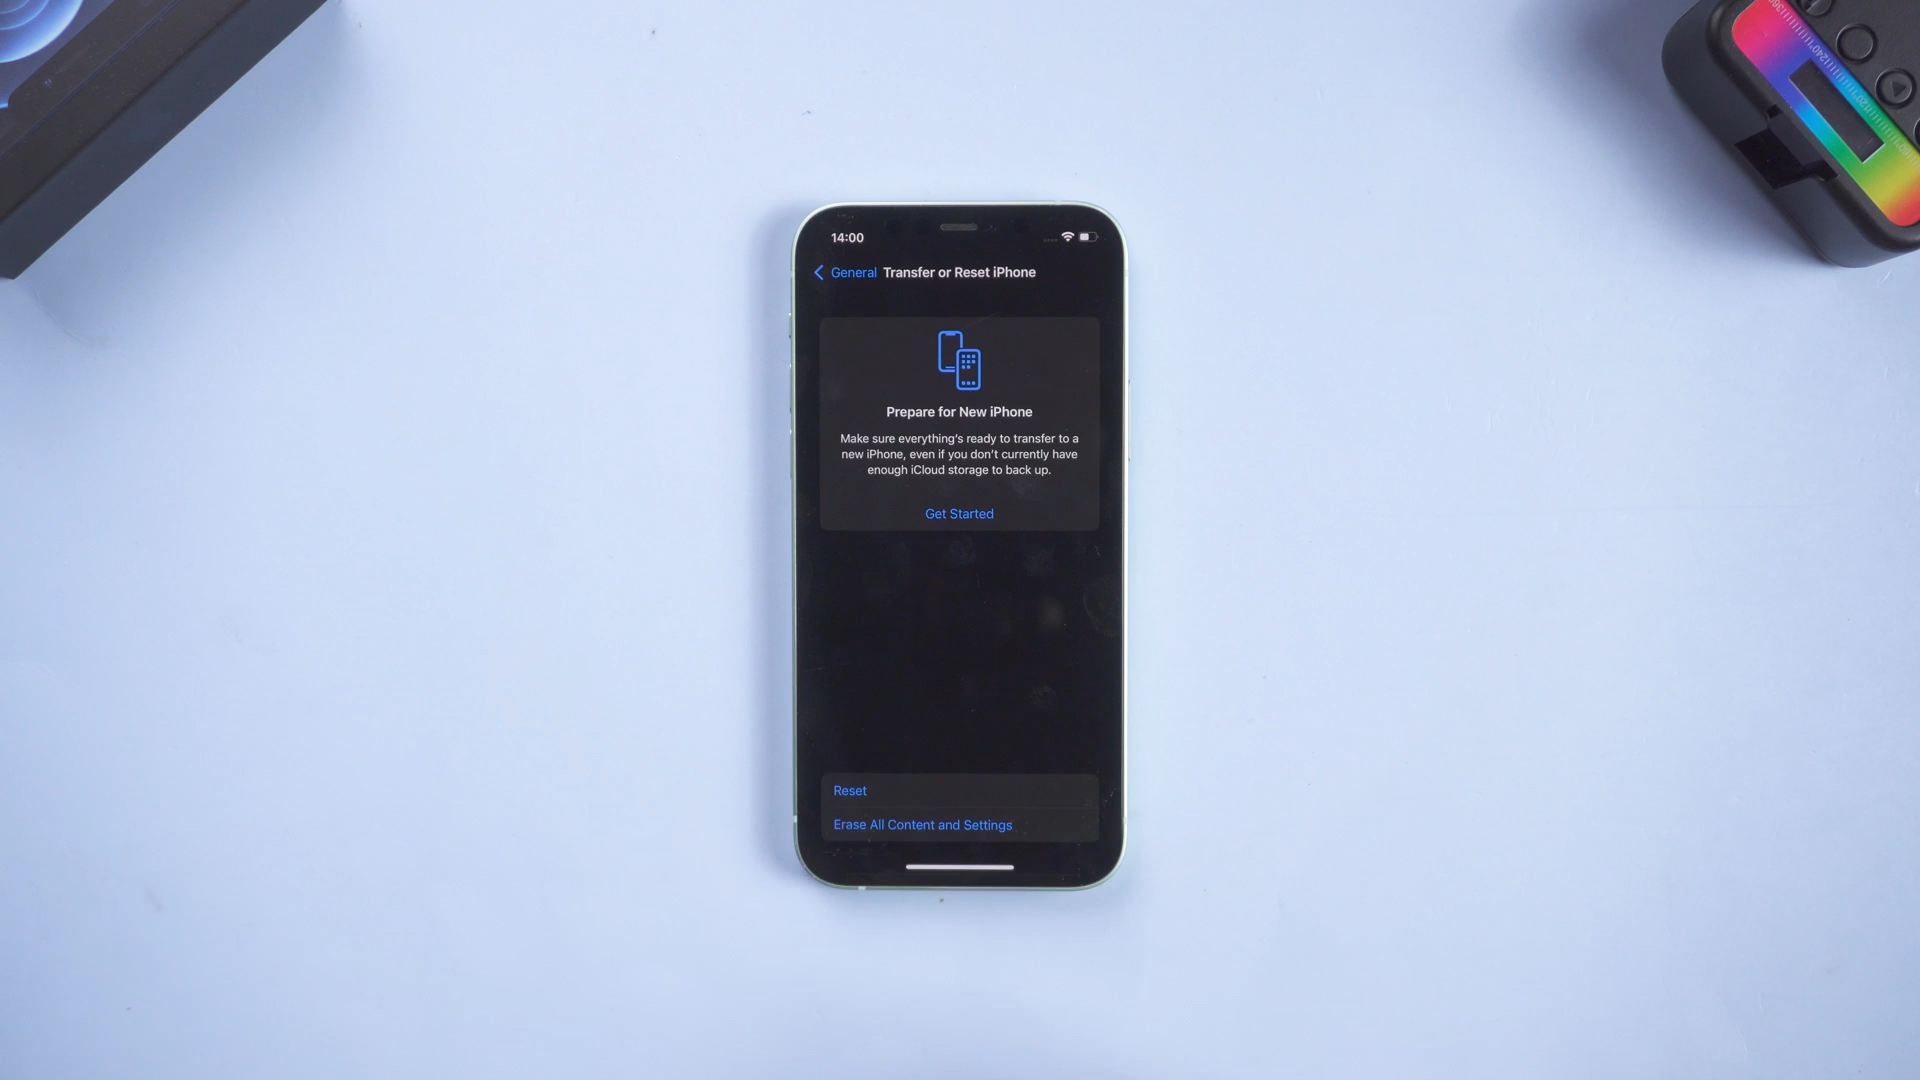 14:00
General Transfer or Reset iPhone
Prepare for New iPhone
Make sure everything's ready to transfer to a
new iPhone, even if you don't currently have
enough iCloud storage to back up.
Get Started
Reset
Erase All Content and Settings